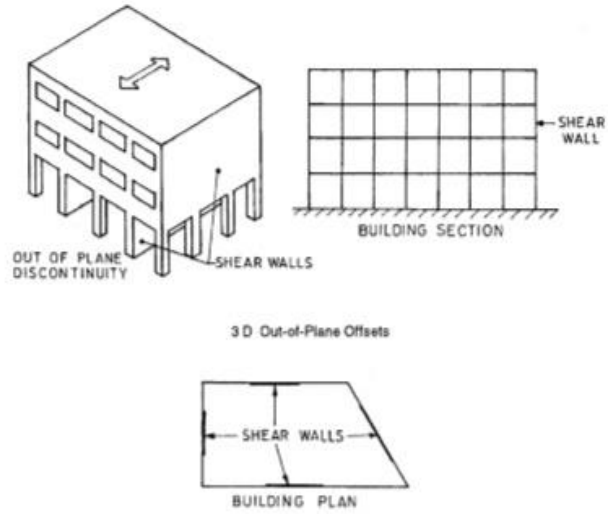 SHEAR
WALL
BUILDING SECTION
OUT OF PLANE
DISCONTINUITY
SHEAR WALLS
3 D Out-of-Plane Offsets
SHEAR WALLS
BUILDING PLAN